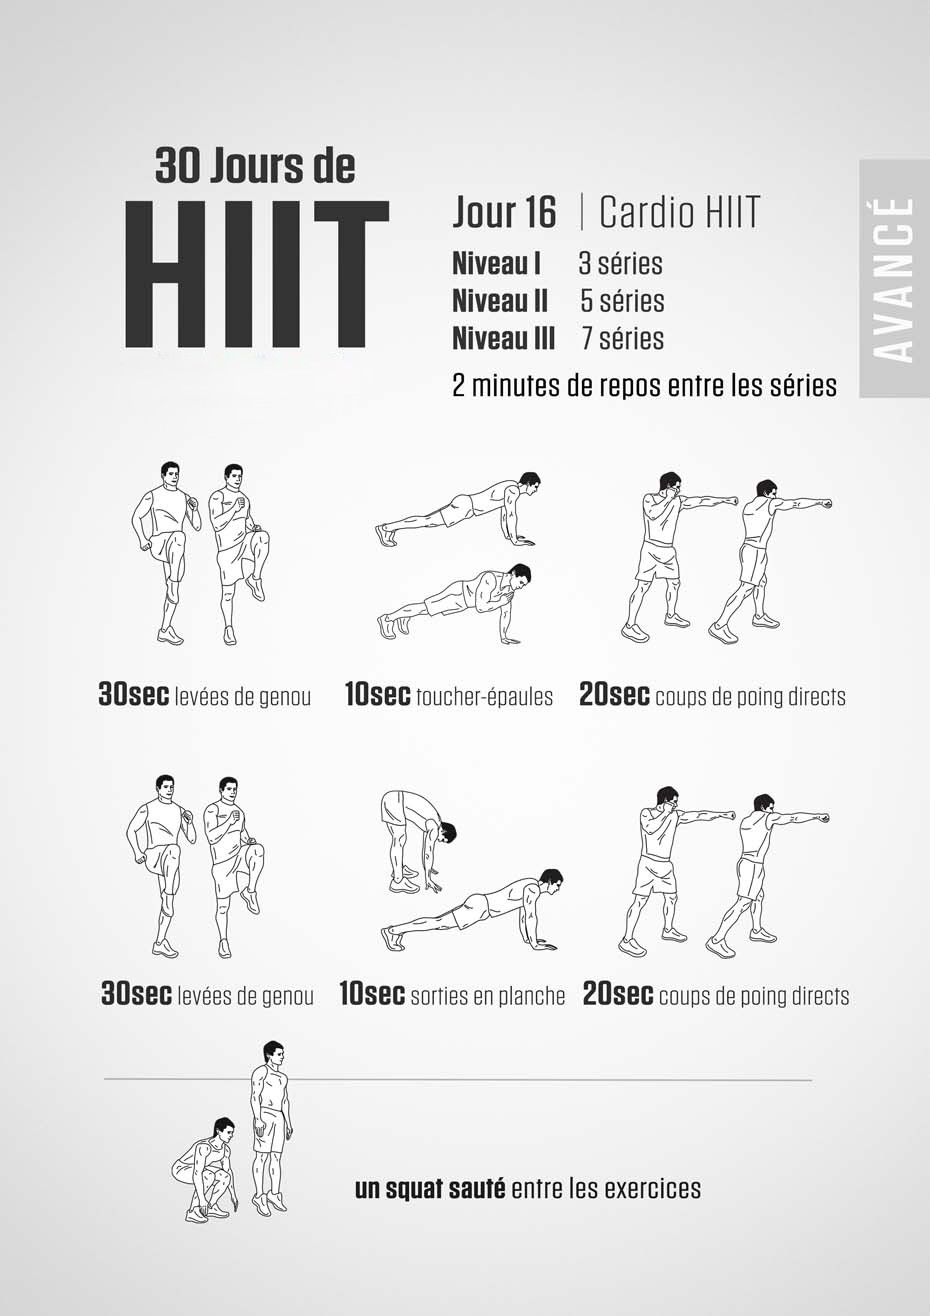 30 Jours de
HIIT
Jour 16 | Cardio HIIT
Niveau I 3 séries
Niveau II 5 séries
Niveau III 7 séries
2 minutes de repos entre les séries
AVANCÉ
30sec levées de genou
10sec toucher-épaules
20sec coups de poing directs
30sec levées de genou
10sec sorties en planche
20sec coups de poing directs
un squat sauté entre les exercices